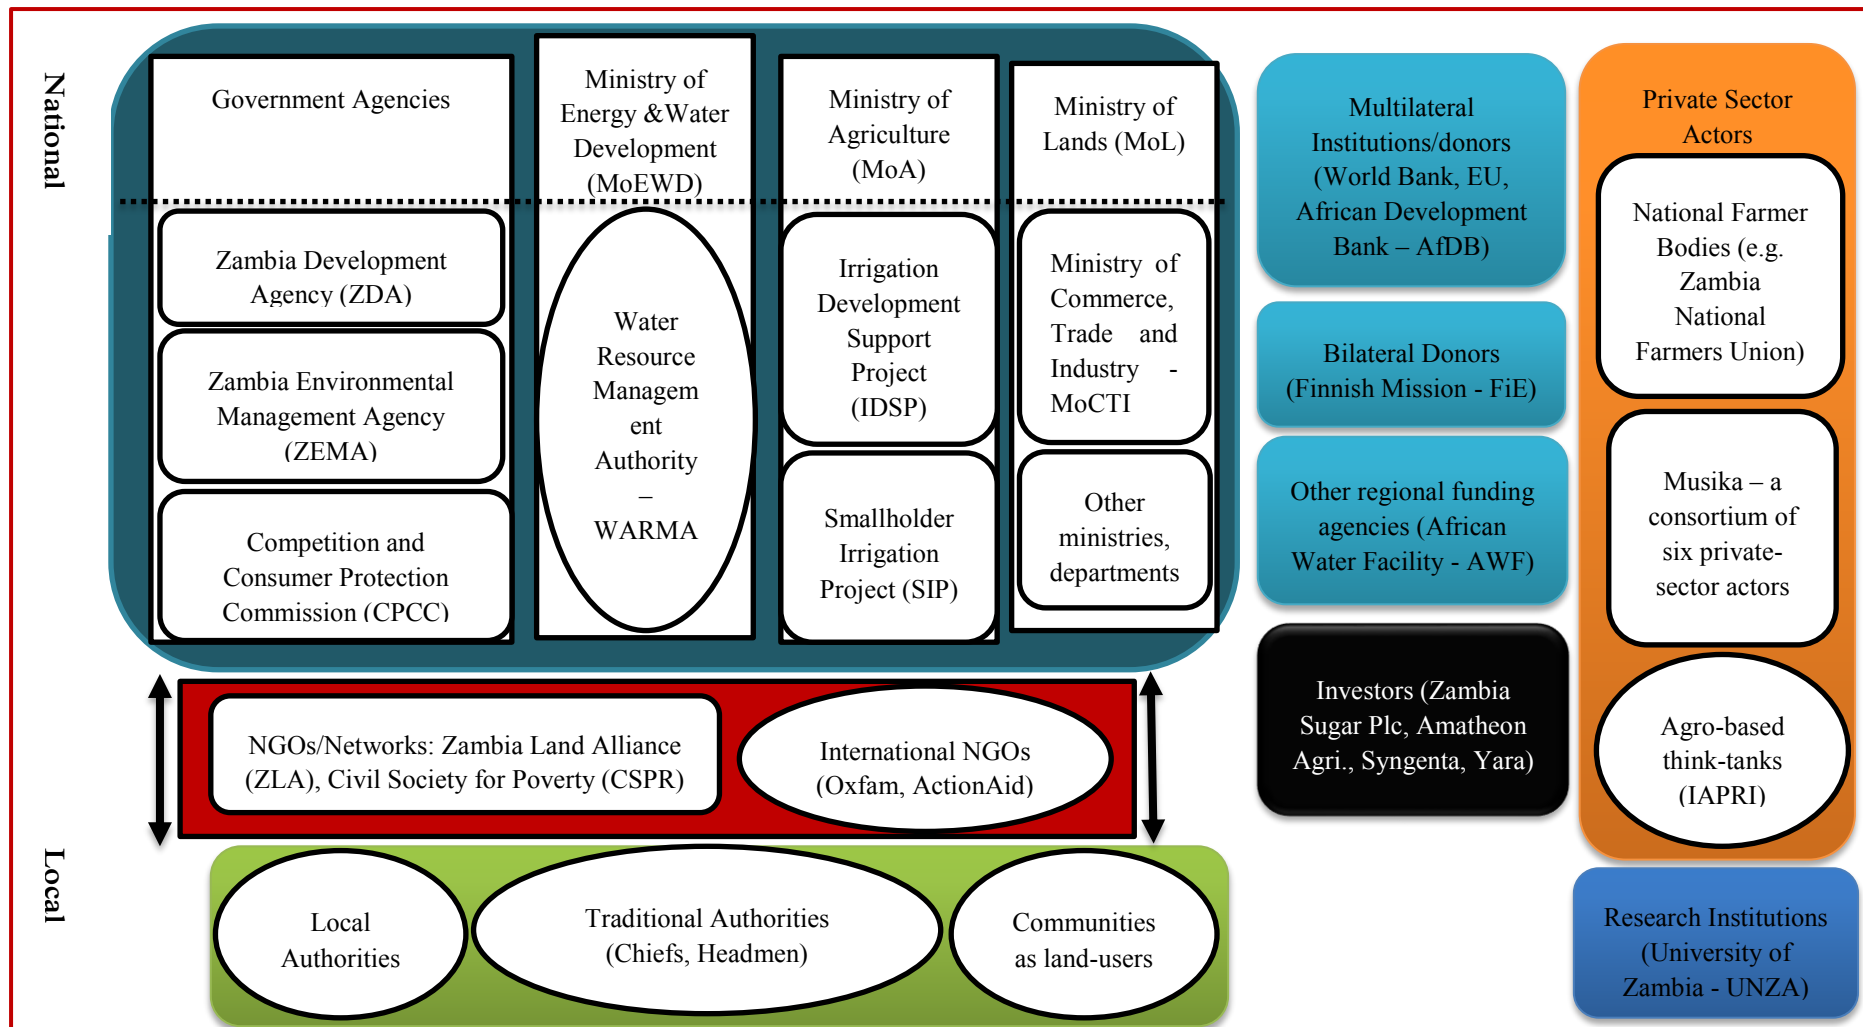 National
Government Agencies
Zambia Development
Agency (ZDA)
Zambia Environmental
Management Agency
(ZEMA)
Competition and
Consumer Protection
Commission (CPCC)
Ministry of
Energy &Water
Development
(MoEWD)
Water
Resource
Managem
ent
Authority
–
WARMA
Ministry of
Agriculture
(MoA)
Irrigation
Development
Support
Project
(IDSP)
Smallholder
Irrigation
Project (SIP)
Ministry of
Lands (MoL)
Ministry of
Commerce,
Trade and
Industry -
MoCTI
Other
ministries,
departments
Multilateral
Institutions/donors
(World Bank, EU,
African Development
Bank – AfDB)
Bilateral Donors
(Finnish Mission - FiE)
Other regional funding
agencies (African
Water Facility - AWF)
Investors (Zambia
Sugar Plc, Amatheon
Agri., Syngenta, Yara)
Private Sector
Actors
National Farmer
Bodies (e.g.
Zambia
National
Farmers Union)
Musika – a
consortium of
six private-
sector actors
Agro-based
think-tanks
(IAPRI)
Research Institutions
(University of
Zambia - UNZA)
NGOs/Networks: Zambia Land Alliance
(ZLA), Civil Society for Poverty (CSPR)
International NGOs
(Oxfam, ActionAid)
Local
Local
Authorities
Traditional Authorities
(Chiefs, Headmen)
Communities
as land-users